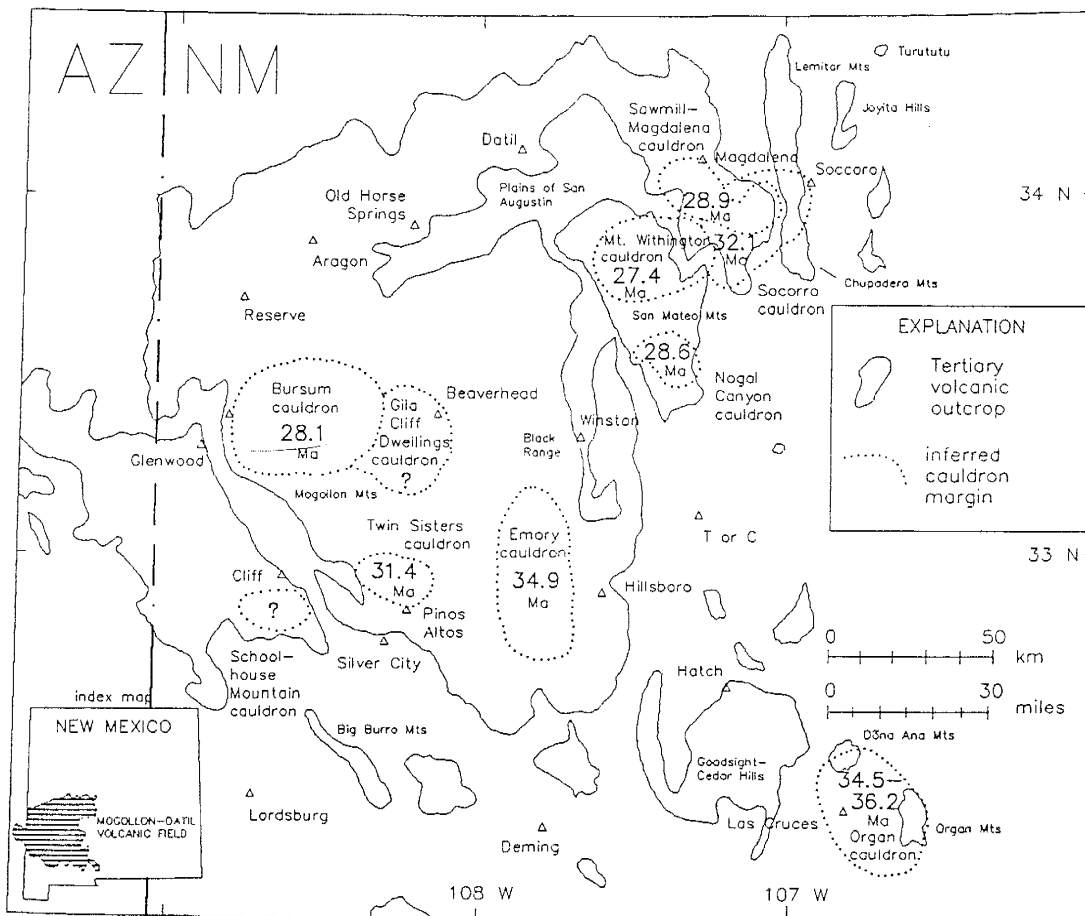 AZ
NM
Turututu
Lemitar Mts
Joyita Hills
Sawmill-
Magdalena
cauldron
Datil
Magdalena
Soccoro
Plains of San
Augustin
34 N
28.9
Ma
Old Horse
Springs
Aragon
Mt. Withington
cauldron
27.4
Ma
32.1
Ma
Chupadera Mts
Socorro
cauldron
Reserve
San Mateo Mts
28.6
Ma
Nogal
Canyon
cauldron
EXPLANATION
Tertiary
volcanic
outcrop
inferred
cauldron
margin
Bursum
cauldron
28.1
Ma
Gila
Cliff
Dwellings
cauldron
?
Beaverhead
Winston
Black
Range
Glenwood
Mogollon Mts
Twin Sisters
cauldron
31.4
Ma
Emory
cauldron
34.9
Ma
T or C
33 N
Cliff
?
Pinos
Altos
Hillsboro
Silver City
School-
house
Mountain
cauldron
0 50
km
0 30
miles
Hatch
index map
NEW MEXICO
MOGOLLON-DATIL
VOLCANIC FIELD
Big Burro Mts
Goodsight-
Cedar Hills
D3na Ana Mts
34.5-
36.2
Ma
Organ
cauldron
Las Cruces
Organ Mts
Lordsburg
Deming
108 W
107 W